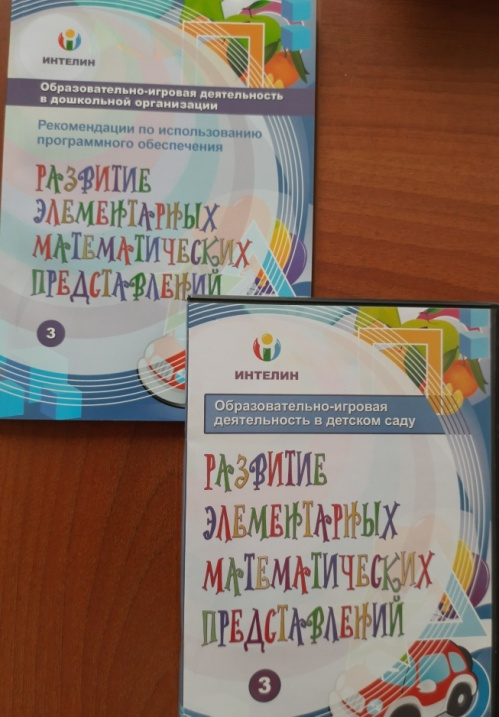 ИНТЕЛИН
Образовательно-игровая деятельность
в дошкольной организации
Рекомендации по использованию
программного обеспечения
РАЗВИТИЕ
ЭЛЕМЕНТАРНЫХ
МАТЕМАТИЧЕСКИХ
ПРЕДСТАВЛЕНИЙ
3
ИНТЕЛИН
Образовательно-игровая
деятельность в детском саду
РАЗВИТИЕ
ЭЛЕМЕНТАРНЫХ
МАТЕМАТИЧЕСКИХ
ПРЕДСТАВЛЕНИЙ
3